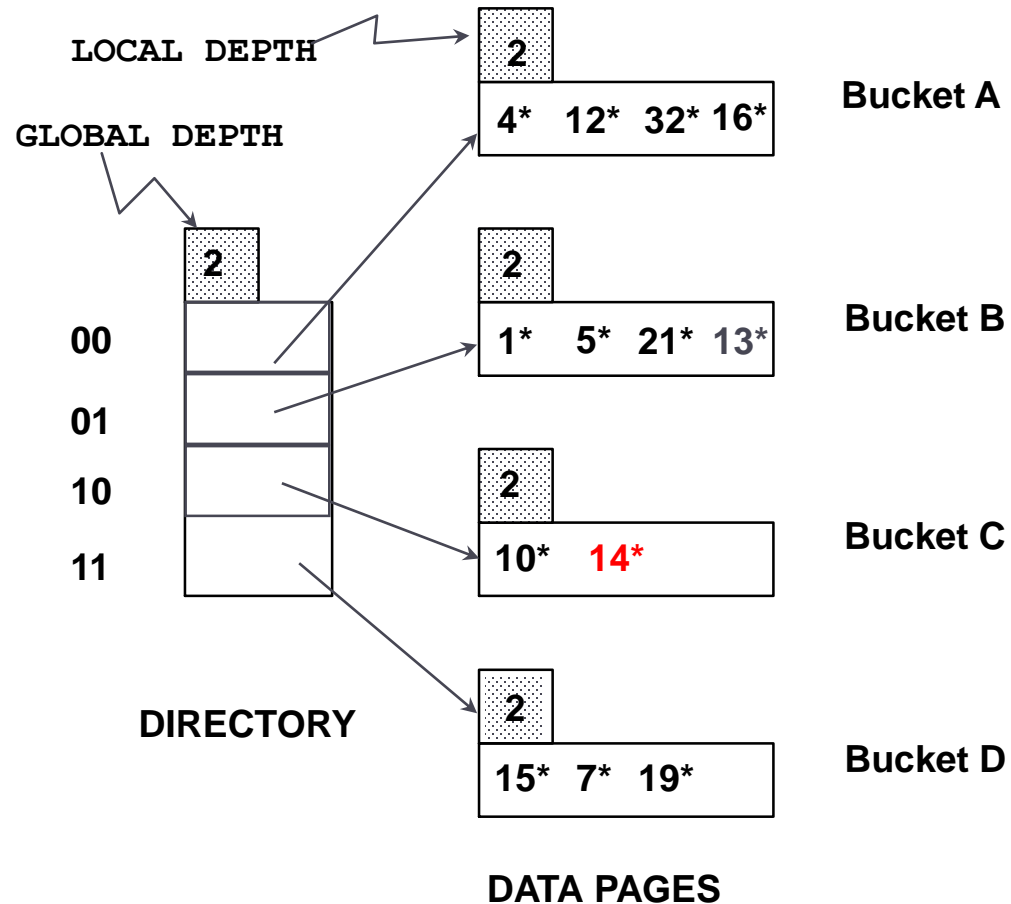 LOCAL DEPTH
2
Bucket A
4* 12* 32* 16*
GLOBAL DEPTH
2
2
Bucket B
00
1* 5* 21* 13*
01
2
10
Bucket C
10* 14*
11
2
DIRECTORY
Bucket D
15* 7* 19*
DATA PAGES